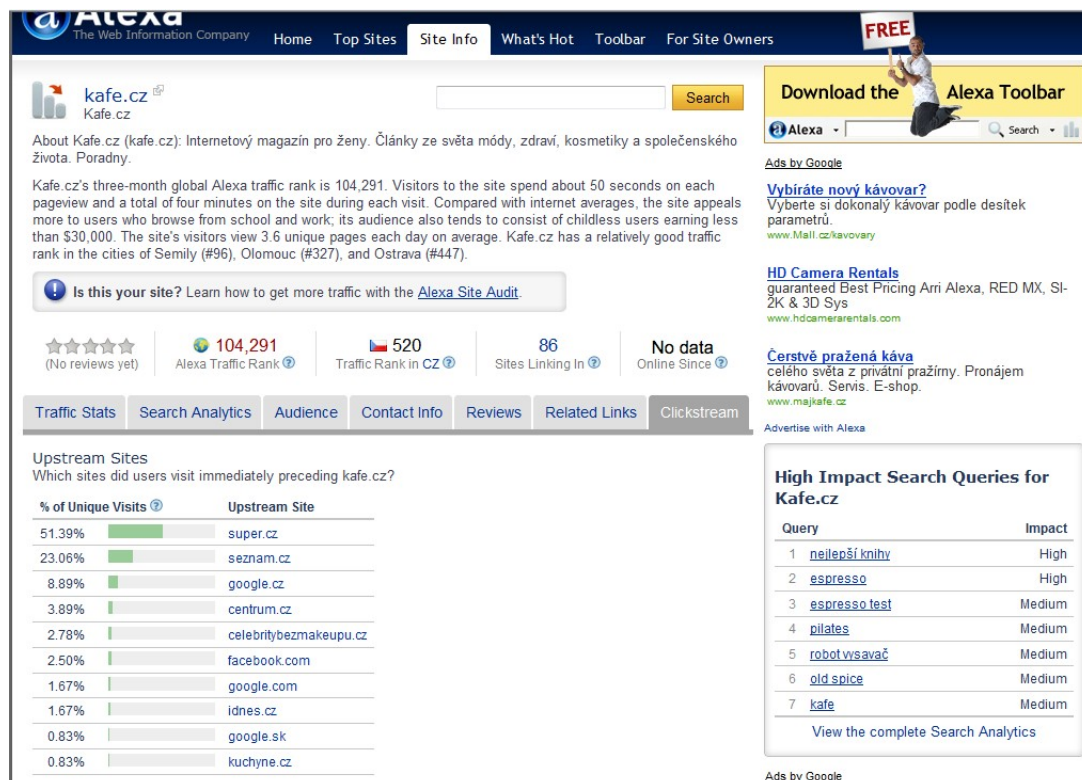 Alexa
The Web Information Company
Home Top Sites Site Info What's Hot Toolbar For Site Owners
FREE
kafe.cz
Kafe.cz
Search
About Kafe.cz (kafe.cz): Internetový magazín pro ženy. Články ze světa módy, zdraví, kosmetiky a společenského
života. Poradny.
Kafe.cz's three-month global Alexa traffic rank is 104,291. Visitors to the site spend about 50 seconds on each
pageview and a total of four minutes on the site during each visit. Compared with internet averages, the site appeals
more to users who browse from school and work; its audience also tends to consist of childless users earning less
than $30,000. The site's visitors view 3.6 unique pages each day on average. Kafe.cz has a relatively good traffic
rank in the cities of Semily (#96), Olomouc (#327), and Ostrava (#447).
Is this your site? Learn how to get more traffic with the Alexa Site Audit.
(No reviews yet)
104,291
Alexa Traffic Rank ?
520
Traffic Rank in CZ ?
86
Sites Linking In ?
No data
Online Since ?
Traffic Stats Search Analytics Audience Contact Info Reviews Related Links Clickstream
Upstream Sites
Which sites did users visit immediately preceding kafe.cz?
% of Unique Visits ? Upstream Site
51.39% super.cz
23.06% seznam.cz
8.89% google.cz
3.89% centrum.cz
2.78% celebritybezmakeupu.cz
2.50% facebook.com
1.67% google.com
1.67% idnes.cz
0.83% google.sk
0.83% kuchyne.cz
Download the Alexa Toolbar
Alexa Search
Ads by Google
Vybíráte nový kávovar?
Vyberte si dokonalý kávovar podle desítek
parametrů.
www.Mall.cz/kavovary
HD Camera Rentals
guaranteed Best Pricing Arri Alexa, RED MX, SI-
2K & 3D Sys
www.hdcamerarentals.com
Čerstvě pražená káva
celého světa z privátní pražírny. Pronájem
kávovarů. Servis. E-shop.
www.majkafe.cz
Advertise with Alexa
High Impact Search Queries for
Kafe.cz
Query Impact
1 nejlepší knihy High
2 espresso High
3 espresso test Medium
4 pilates Medium
5 robot vysavač Medium
6 old spice Medium
7 kafe Medium
View the complete Search Analytics
Ads by Google